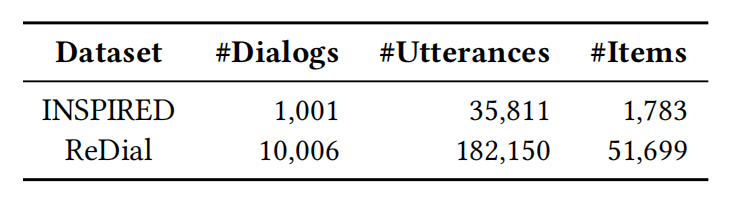 Dataset #Dialogs #Utterances #Items
INSPIRED 1,001 35,811 1,783
ReDial 10,006 182,150 51,699